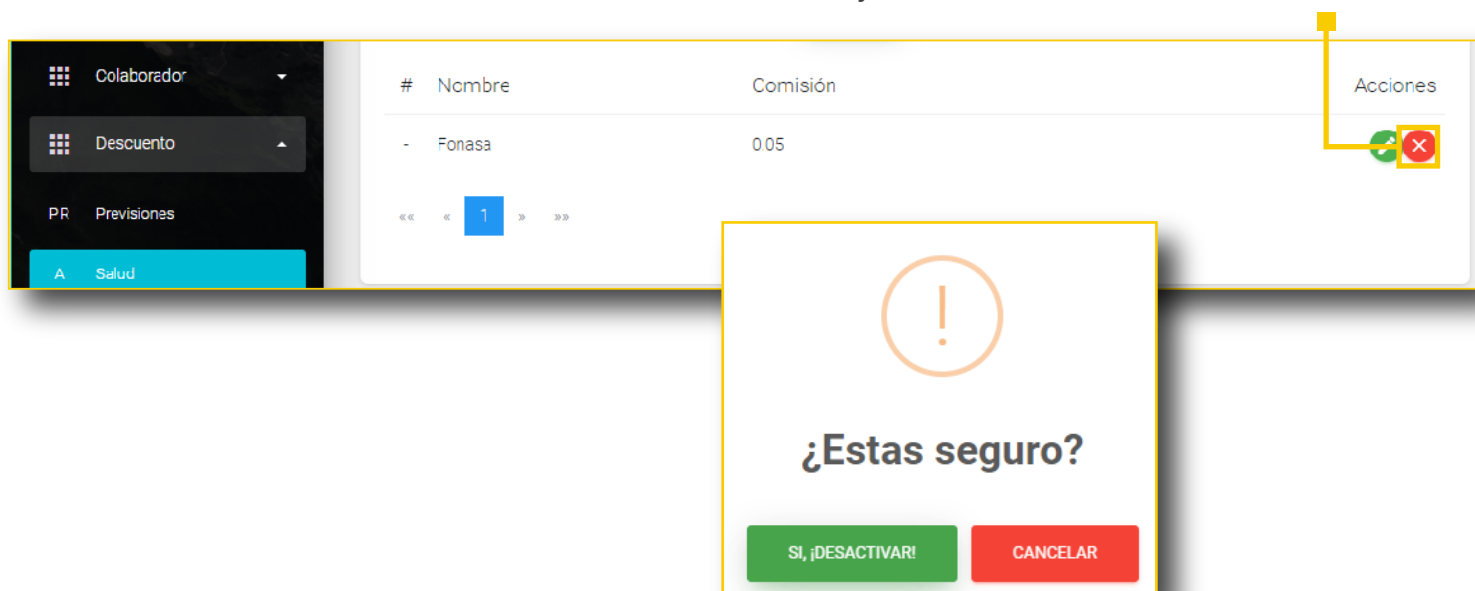 Colaborador
Descuento
PR Previsiones
A Salud
# Nombre Comisión Acciones
- Fonasa 0.05
«« « 1 » »»
¿Estas seguro?
SI, ¡DESACTIVAR!
CANCELAR